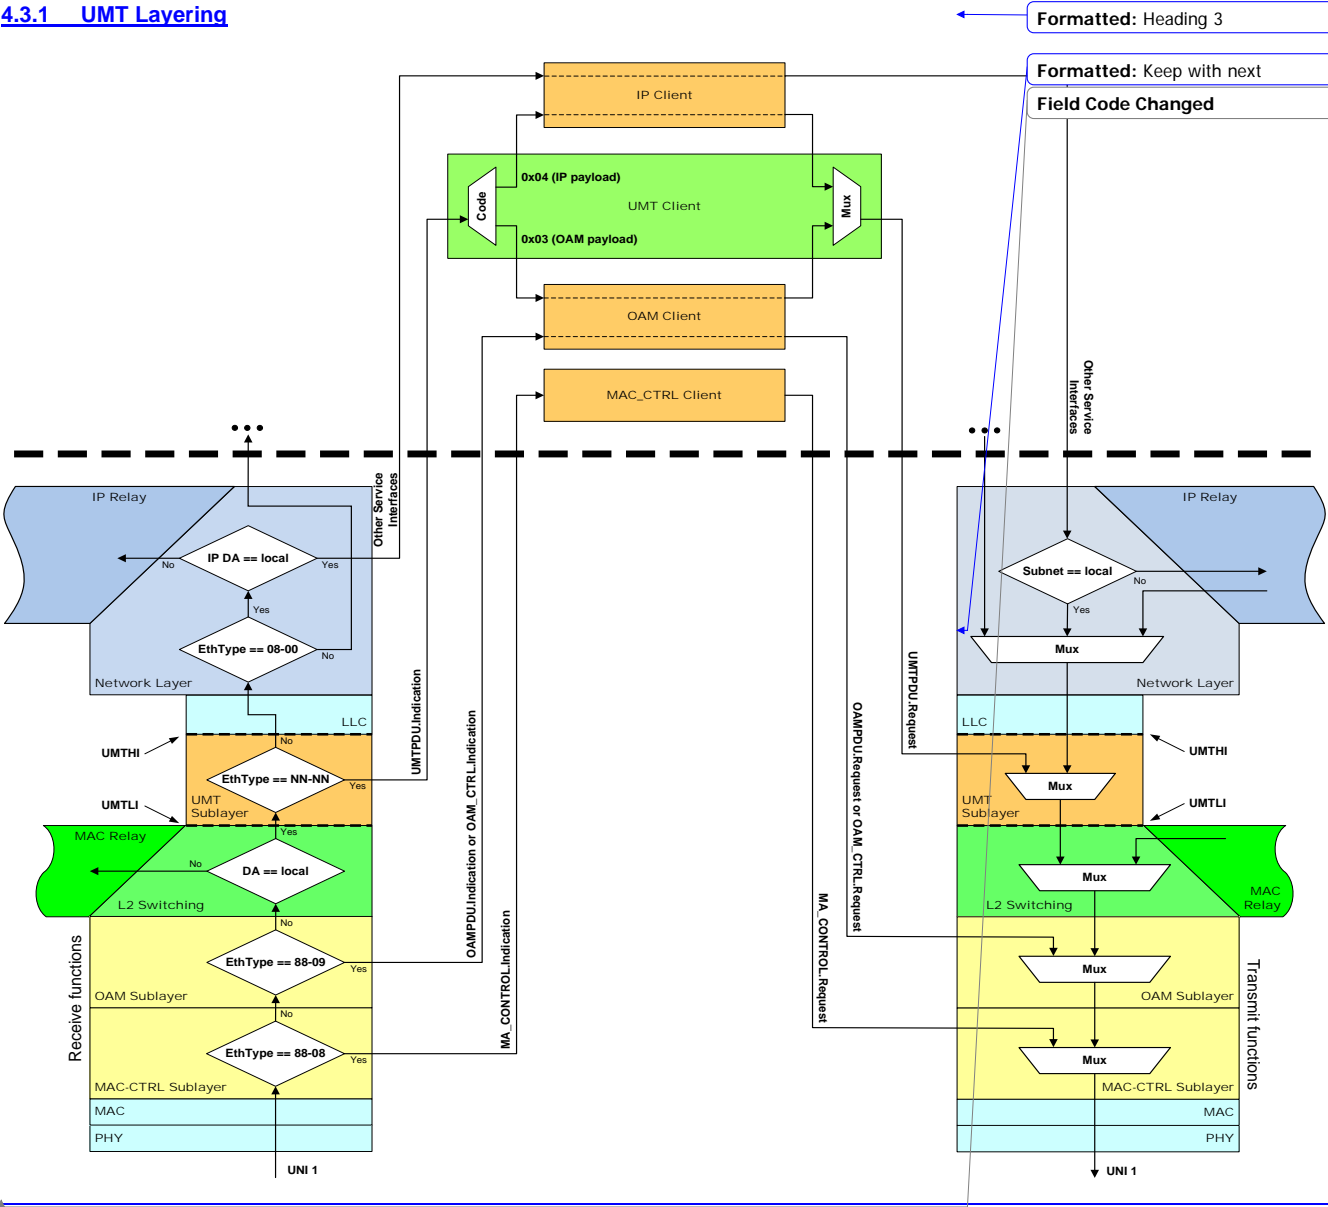 4.3.1 UMT Layering
Formatted: Heading 3
Formatted: Keep with next
Field Code Changed
IP Client
0x04 (IP payload)
Code
UMT Client
Mux
0x03 (OAM payload)
OAM Client
MAC_CTRL Client
Other Service
Interfaces
Other Service
Interfaces
IP Relay
IP DA == local
No
Yes
Yes
EthType == 08-00
No
Network Layer
LLC
UMTHI
No
EthType == NN-NN
Yes
UMT
Sublayer
UMTLI
Yes
MAC Relay
No
DA == local
L2 Switching
No
EthType == 88-09
Yes
OAM Sublayer
No
EthType == 88-08
Yes
MAC-CTRL Sublayer
MAC
PHY
UNI 1
Receive functions
UMTPDU.Indication
OAMPDU.Indication or OAM_CTRL.Indication
MA_CONTROL.Indication
UMTPDU.Request
OAMPDU.Request or OAM_CTRL.Request
MA_CONTROL.Request
IP Relay
Subnet == local
No
Yes
Mux
Network Layer
LLC
UMTHI
Mux
UMT
Sublayer
UMTLI
Mux
L2 Switching
MAC
Relay
Mux
OAM Sublayer
Mux
MAC-CTRL Sublayer
MAC
PHY
UNI 1
Transmit functions